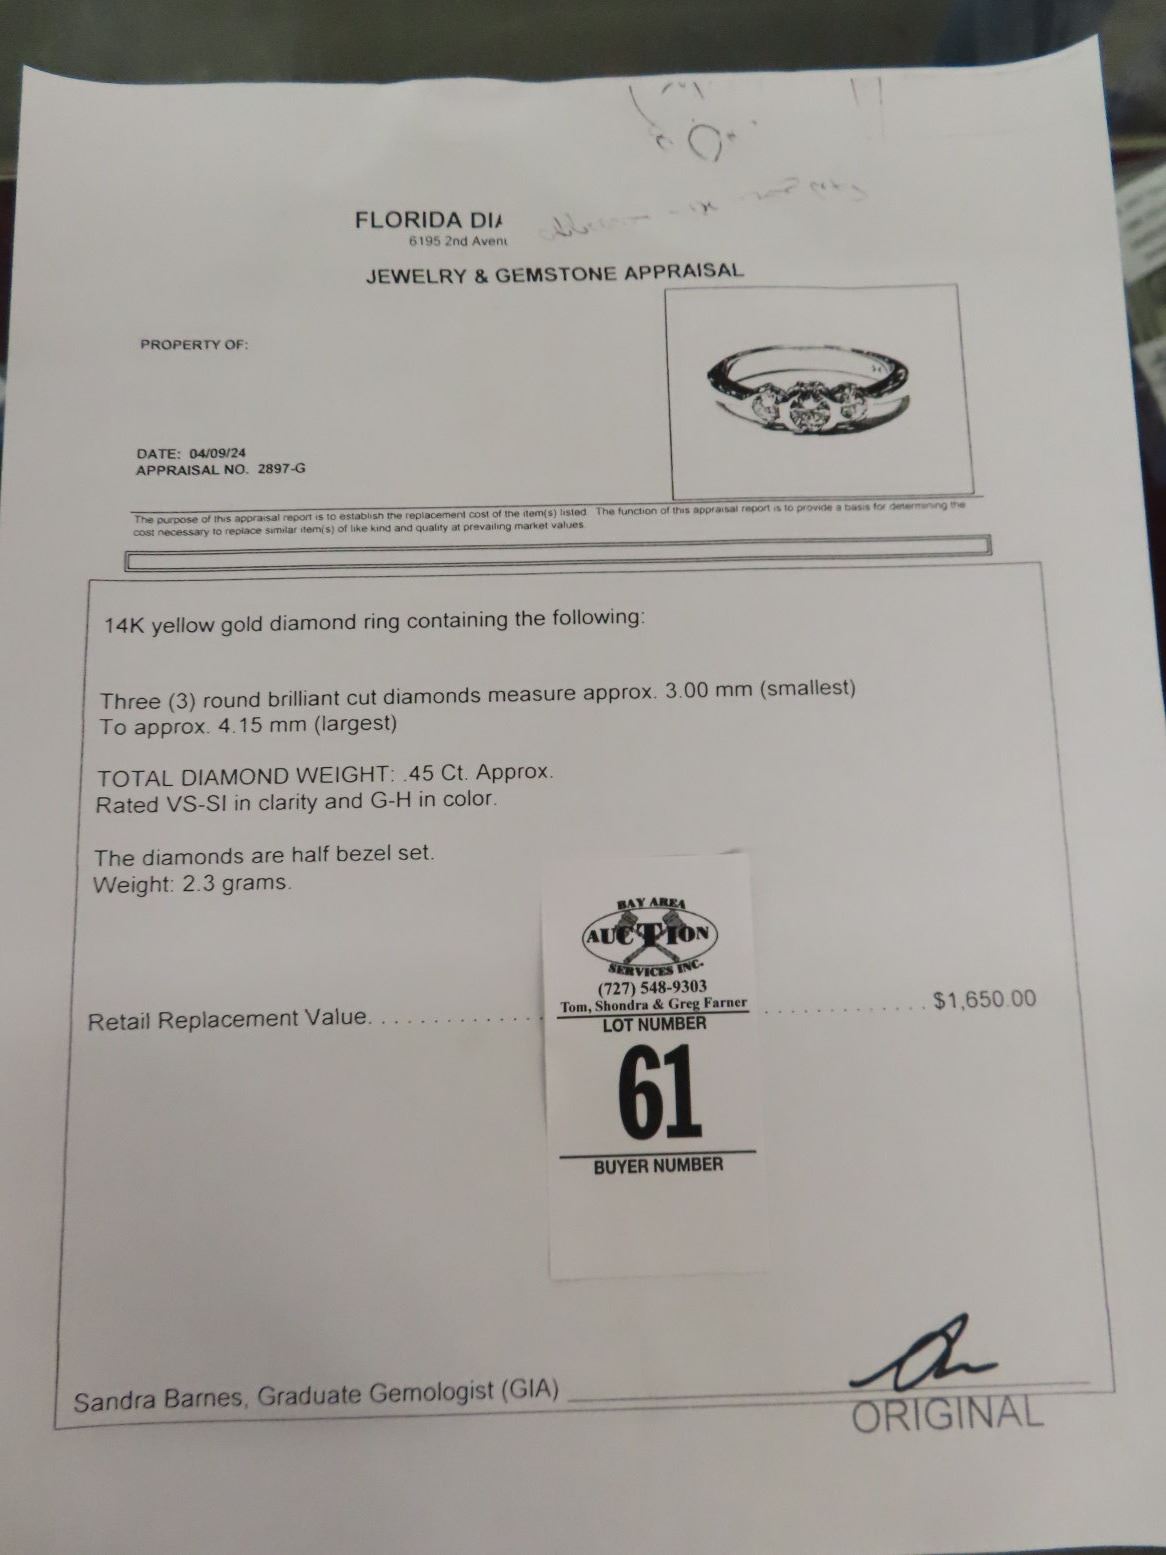 FLORIDA DIA
6195 2nd Avenu
JEWELRY & GEMSTONE APPRAISAL
PROPERTY OF:
DATE: 04/09/24
APPRAISAL NO. 2897-G
The purpose of this appraisal report is to establish the replacement cost of the item(s) listed. The function of this appraisal report is to provide a basis for determining the
cost necessary to replace similar item(s) of like kind and quality at prevailing market values.
14K yellow gold diamond ring containing the following:
Three (3) round brilliant cut diamonds measure approx. 3.00 mm (smallest)
To approx. 4.15 mm (largest)
TOTAL DIAMOND WEIGHT: .45 Ct. Approx.
Rated VS-SI in clarity and G-H in color.
The diamonds are half bezel set.
Weight: 2.3 grams.
BAY AREA
AUCTION
SERVICES INC.
(727) 548-9303
Tom, Shondra & Greg Farner
LOT NUMBER
61
BUYER NUMBER
Retail Replacement Value. . . . . . . . . . . . . . . . . . . . . . . . . . $1,650.00
Sandra Barnes, Graduate Gemologist (GIA)
ORIGINAL